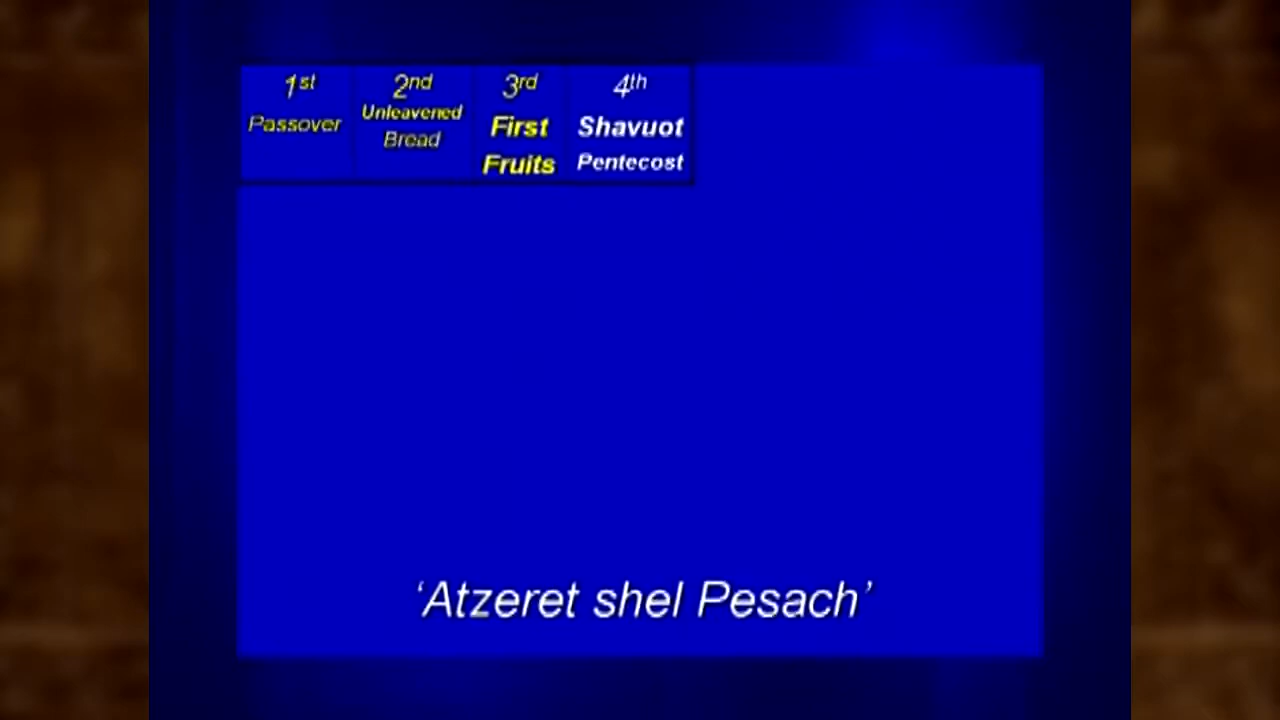 1st
Passover
2nd
Unleavened
Bread
3rd
First
Fruits
4th
Shavuot
Pentecost
‘Atzeret shel Pesach’